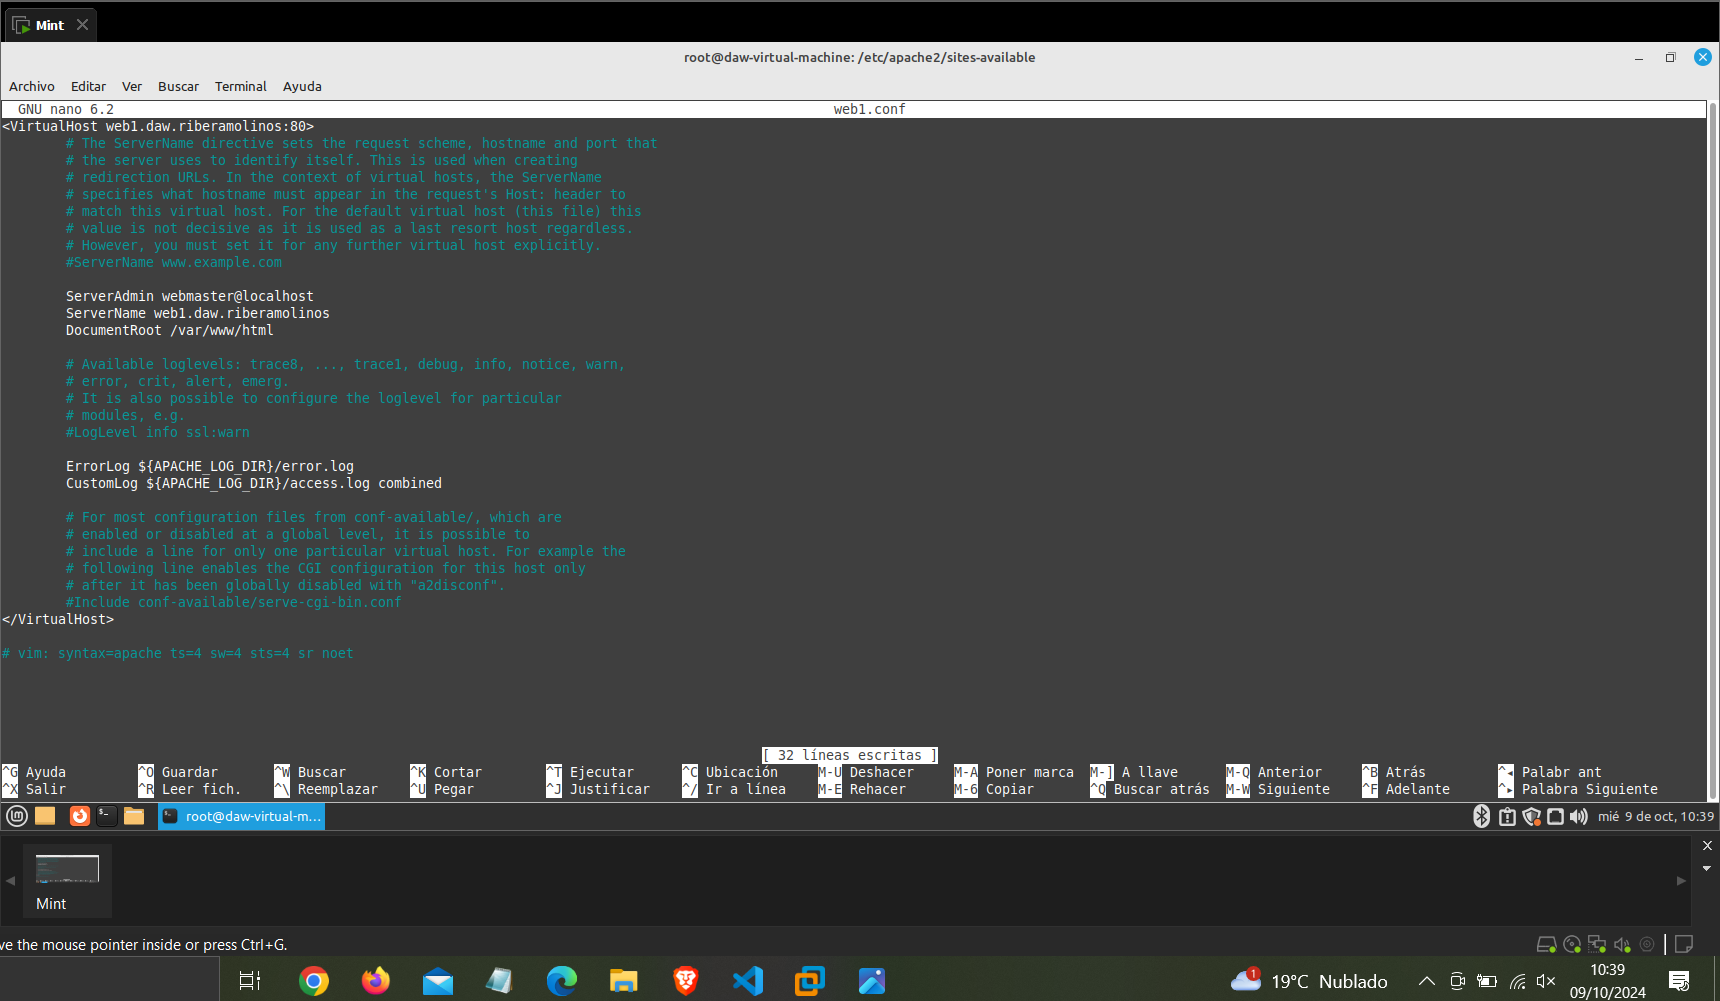 Mint
root@daw-virtual-machine: /etc/apache2/sites-available
Archivo Editar Ver Buscar Terminal Ayuda
GNU nano 6.2 web1.conf
<VirtualHost web1.daw.riberamolinos:80>
# The ServerName directive sets the request scheme, hostname and port that
# the server uses to identify itself. This is used when creating
# redirection URLs. In the context of virtual hosts, the ServerName
# specifies what hostname must appear in the request's Host: header to
# match this virtual host. For the default virtual host (this file) this
# value is not decisive as it is used as a last resort host regardless.
# However, you must set it for any further virtual host explicitly.
#ServerName www.example.com
ServerAdmin webmaster@localhost
ServerName web1.daw.riberamolinos
DocumentRoot /var/www/html
# Available loglevels: trace8, ..., trace1, debug, info, notice, warn,
# error, crit, alert, emerg.
# It is also possible to configure the loglevel for particular
# modules, e.g.
#LogLevel info ssl:warn
ErrorLog ${APACHE_LOG_DIR}/error.log
CustomLog ${APACHE_LOG_DIR}/access.log combined
# For most configuration files from conf-available/, which are
# enabled or disabled at a global level, it is possible to
# include a line for only one particular virtual host. For example the
# following line enables the CGI configuration for this host only
# after it has been globally disabled with "a2disconf".
#Include conf-available/serve-cgi-bin.conf
</VirtualHost>
# vim: syntax=apache ts=4 sw=4 sts=4 sr noet
[ 32 líneas escritas ]
^G Ayuda ^O Guardar ^W Buscar ^K Cortar ^T Ejecutar ^C Ubicación M-U Deshacer M-A Poner marca M-] A llave M-Q Anterior ^B Atrás ^◂ Palabr ant
^X Salir ^R Leer fich. ^\ Reemplazar ^U Pegar ^J Justificar ^/ Ir a línea M-E Rehacer M-6 Copiar ^Q Buscar atrás M-W Siguiente ^F Adelante ^▸ Palabra Siguiente
root@daw-virtual-m... mié 9 de oct, 10:39
Mint
ve the mouse pointer inside or press Ctrl+G.
1 19°C Nublado 10:39
09/10/2024